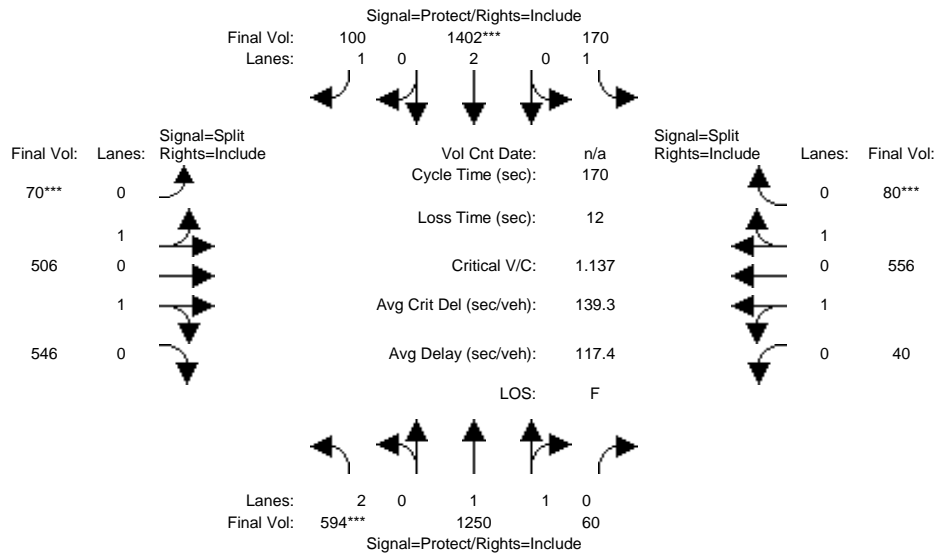 Signal=Protect/Rights=Include
Final Vol: 100 1402*** 170
Lanes: 1 0 2 0 1
Signal=Split
Final Vol: Lanes: Rights=Include
Vol Cnt Date: n/a
Signal=Split
Rights=Include Lanes: Final Vol:
Cycle Time (sec): 170
70*** 0
0 80***
Loss Time (sec): 12
1
1
506 0
Critical V/C: 1.137
0 556
1
Avg Crit Del (sec/veh): 139.3
1
546 0
Avg Delay (sec/veh): 117.4
0 40
LOS: F
Lanes: 2 0 1 1 0
Final Vol: 594*** 1250 60
Signal=Protect/Rights=Include